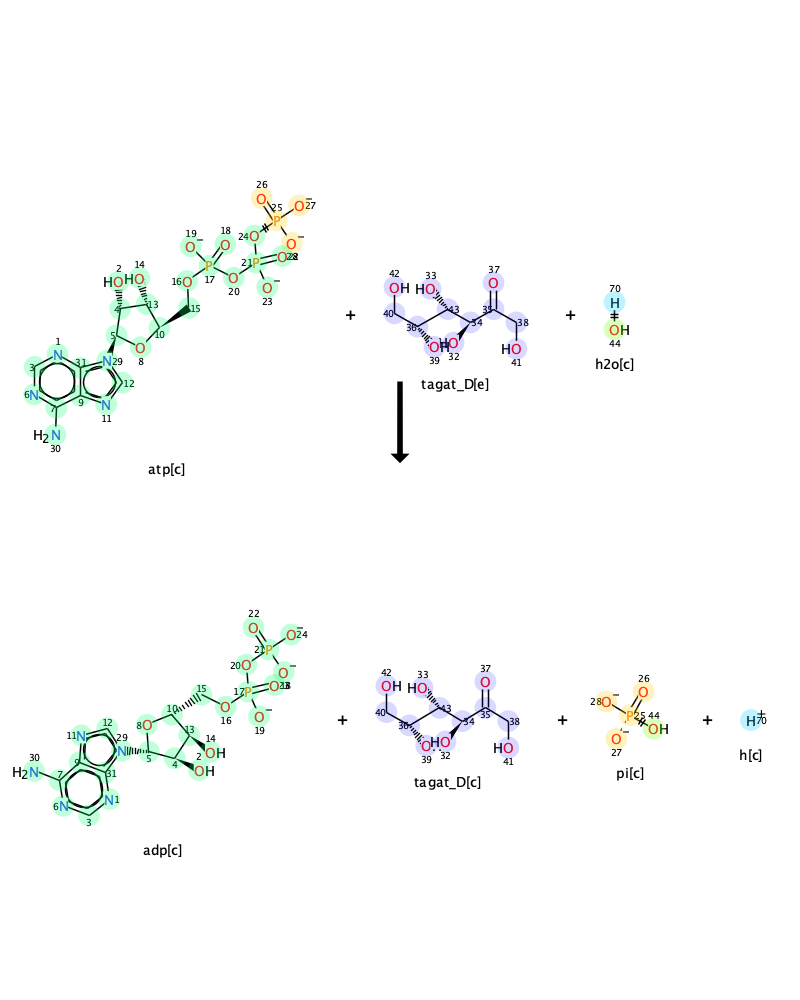 26
25
27
19 18
24
2 14
HO HO O P O O⁻
16 17 21 22
O 20 23
4 13 15
5 10
8
1 31 29
3 N N 12
6 N 7 9 N 11
H₂N
30
atp[c]
+
37
42 33
OH HO O
40 36 43 34 35 38
OH HO HO
39 32 41
tagat_D[e]
+
70
H
OH
44
h2o[c]
22
21 24
20
15 17
10 16 19
8 O 13 14 OH
12 5 4 2 OH
11 N 29 N
30 9 31
H₂N 7 N 1
6 N 3
adp[c]
+
37
42 33
OH HO O
40 36 43 34 35 38
O HO HO
39 32 41
tagat_D[c]
+
26
28 O⁻ O
P 25 44 OH
O⁻
27
pi[c]
+
H⁺ 70
h[c]